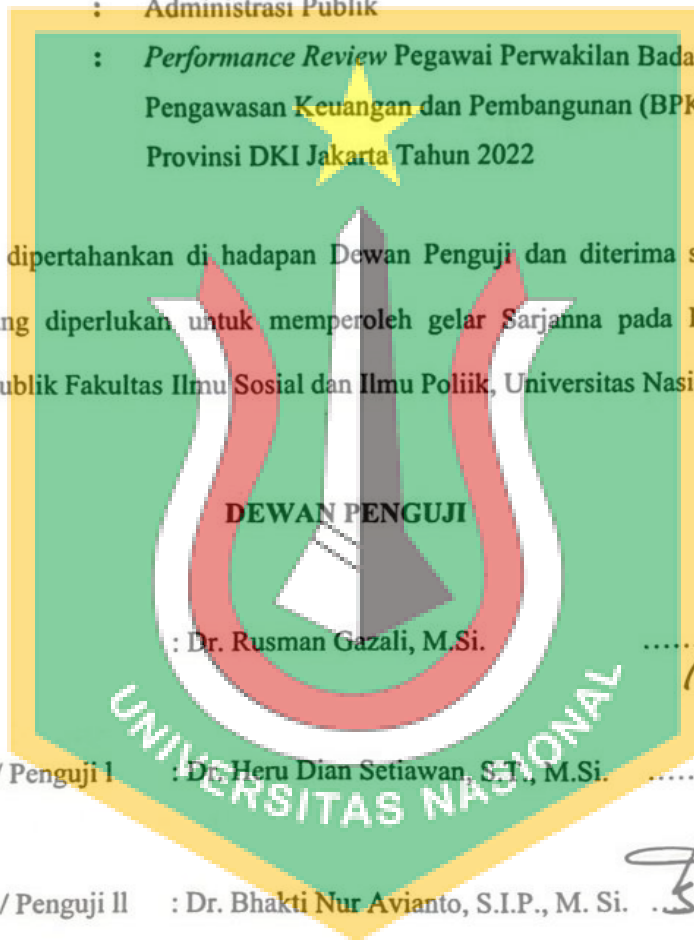 : Administrasi Publik
: Performance Review Pegawai Perwakilan Bada
Pengawasan Keuangan dan Pembangunan (BPK
Provinsi DKI Jakarta Tahun 2022
dipertahankan di hadapan Dewan Penguji dan diterima s
ng diperlukan untuk memperoleh gelar Sarjanna pada
ublik Fakultas Ilmu Sosial dan Ilmu Poliik, Universitas Nasi
DEWAN PENGUJI
: Dr. Rusman Gazali, M.Si. ......
/ Penguji l : Dr. Heru Dian Setiawan, S.T., M.Si. .....
/ Penguji ll : Dr. Bhakti Nur Avianto, S.I.P., M. Si. ..
UNIVERSITAS NASIONAL